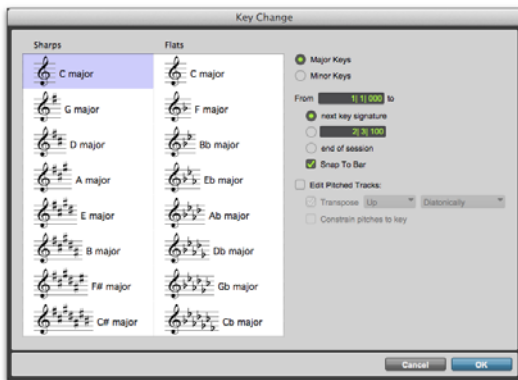 Key Change
Sharps
Flats
C major
C major
G major
F major
D major
Bb major
A major
Eb major
E major
Ab major
B major
Db major
F# major
Gb major
C# major
Cb major
Major Keys
Minor Keys
From 1| 1| 000 to
next key signature
2| 3| 100
end of session
Snap To Bar
Edit Pitched Tracks:
Transpose Up Diatonically
Constrain pitches to key
Cancel
OK